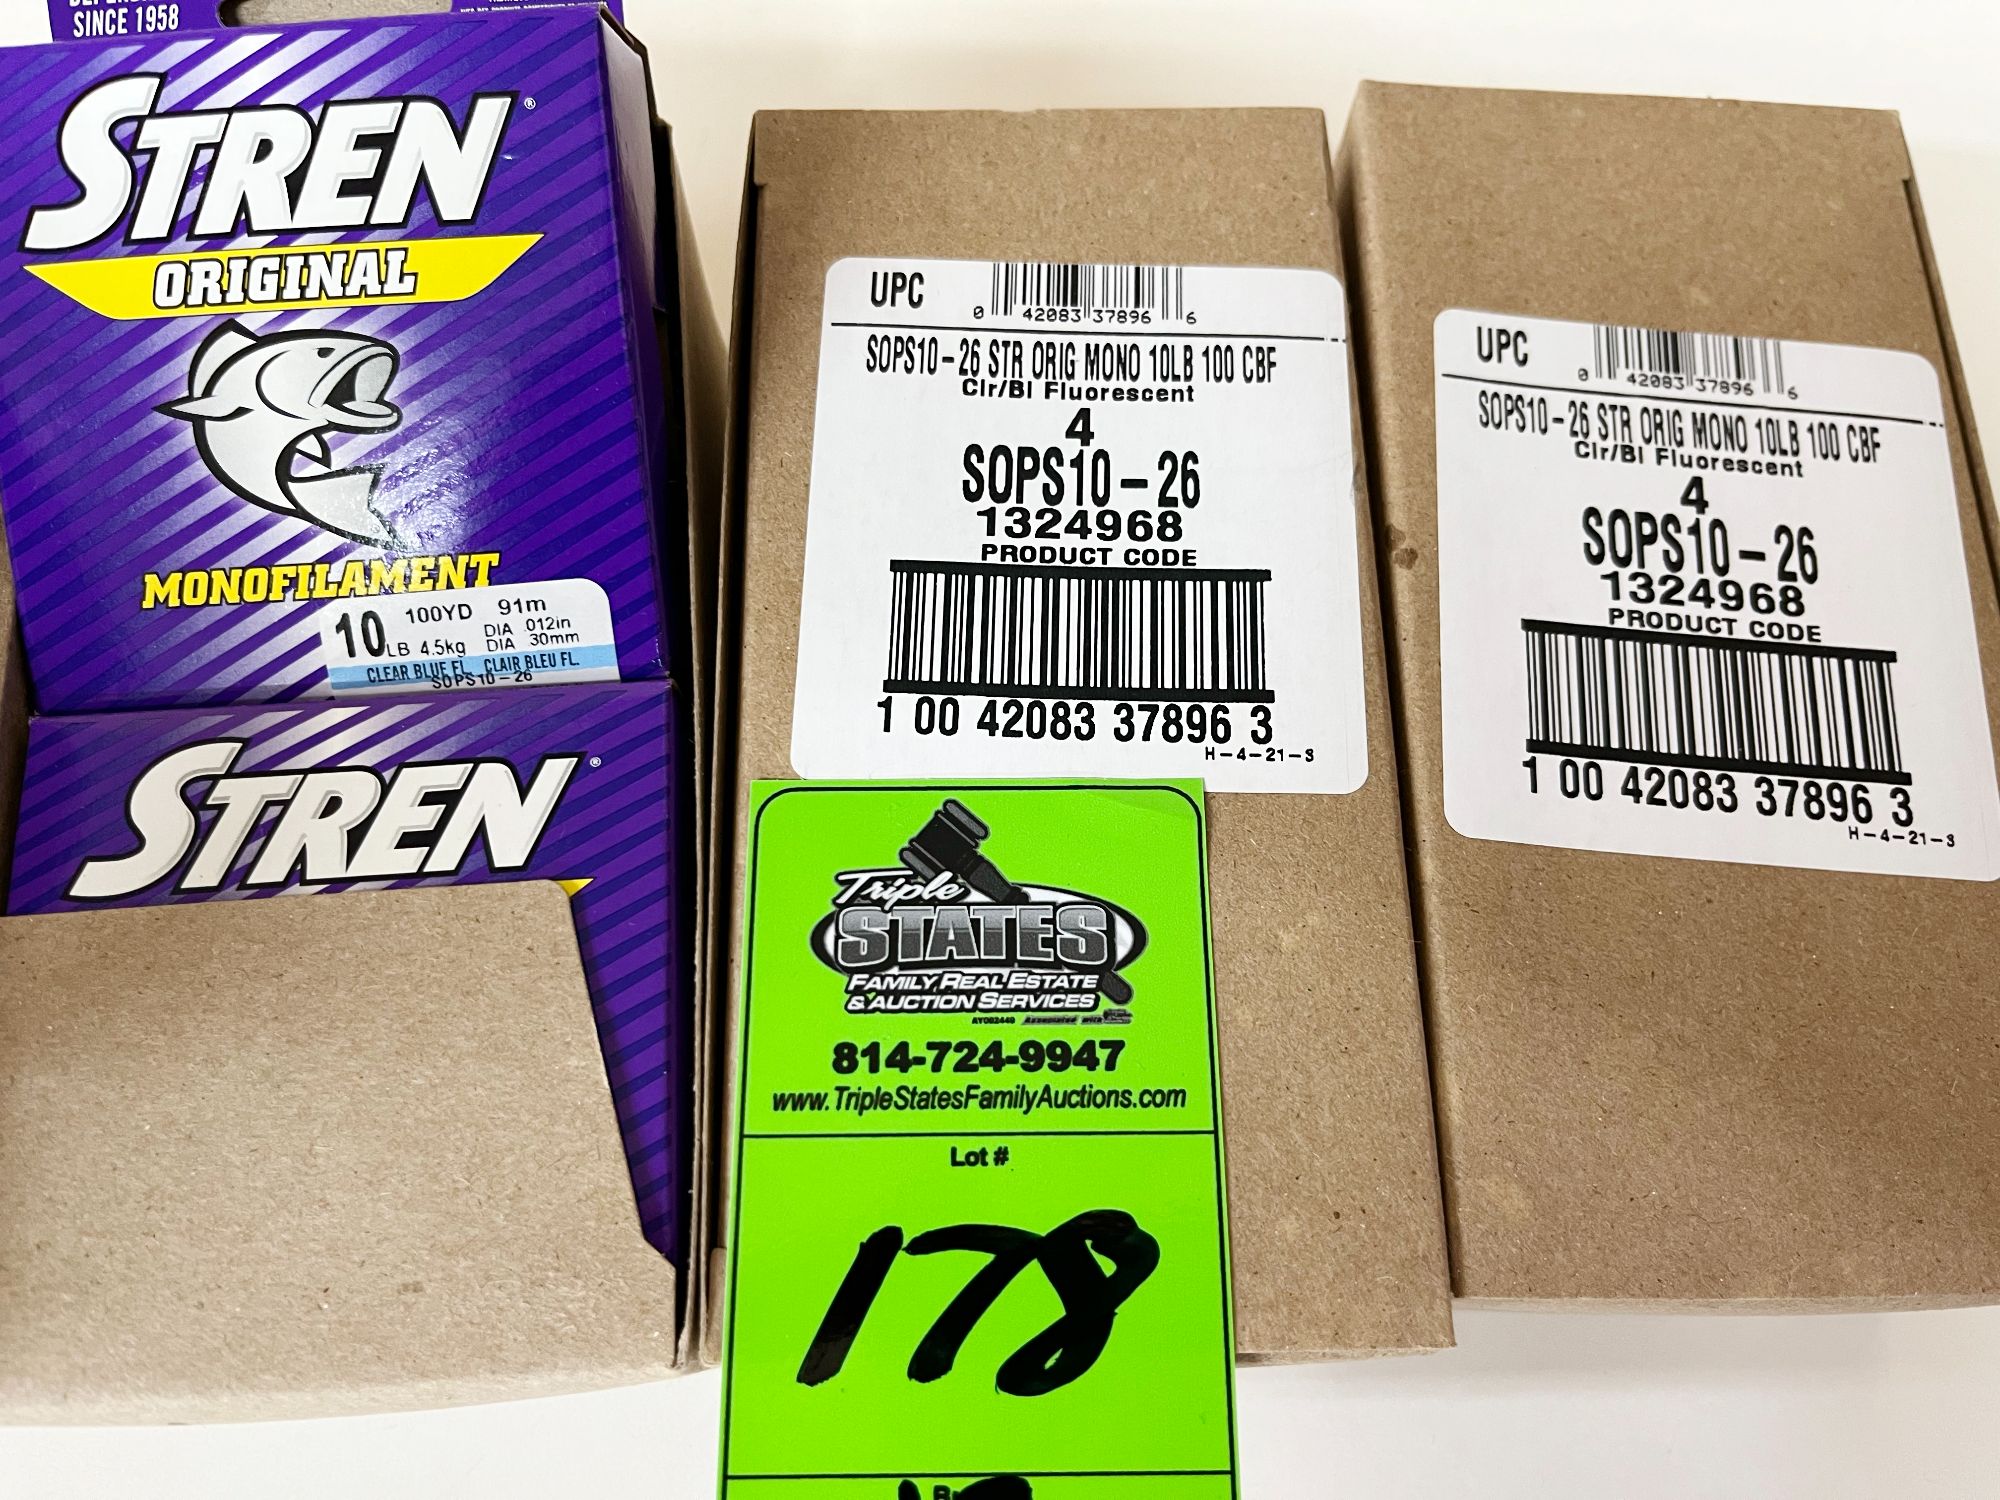 SINCE 1958
STREN®
ORIGINAL
MONOFILAMENT
10LB 4.5kg
100YD 91m
DIA .012in
DIA .30mm
CLEAR BLUE FL. CLAIR BLEU FL.
SOPS10-26
STREN®
UPC
0 42083 37896 6
SOPS10-26 STR ORIG MONO 10LB 100 CBF
Clr/Bl Fluorescent
4
SOPS10-26
1324968
PRODUCT CODE
1 00 42083 37896 3
H-4-21-3
UPC
0 42083 37896 6
SOPS10-26 STR ORIG MONO 10LB 100 CBF
Clr/Bl Fluorescent
4
SOPS10-26
1324968
PRODUCT CODE
1 00 42083 37896 3
H-4-21-3
Triple
STATES
FAMILY REAL ESTATE
& AUCTION SERVICES
AY002440 Associated with
814-724-9947
www.TripleStatesFamilyAuctions.com
Lot #
178